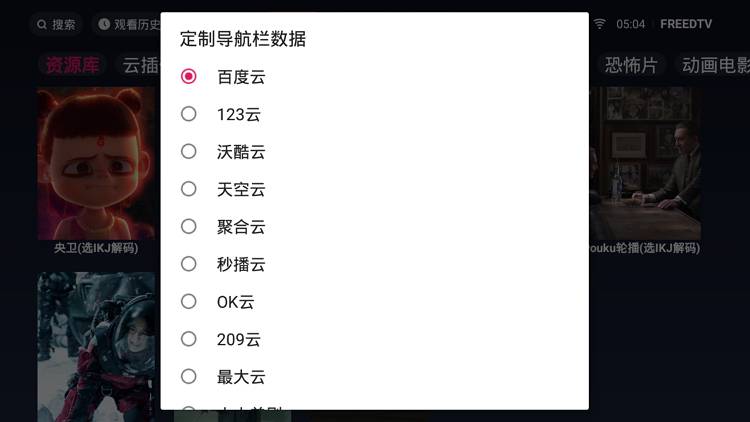 搜索
观看历史
05:04
FREEDTV
定制导航栏数据
资源库
云插
恐怖片
动画电影
百度云
123云
沃酷云
天空云
聚合云
秒播云
OK云
209云
最大云
央卫(选IKJ解码)
ouku轮播(选IKJ解码)